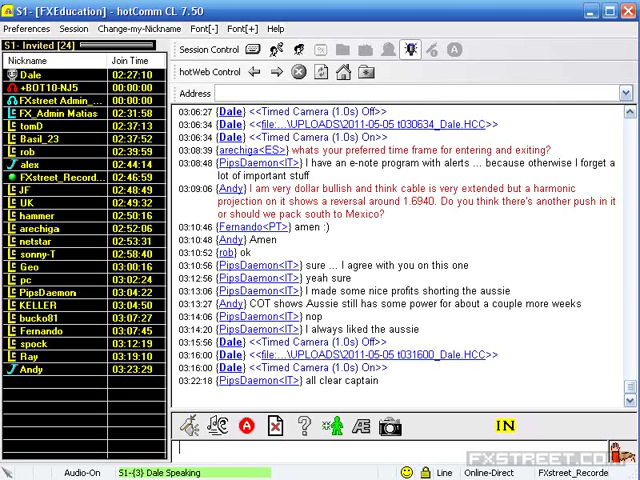 S1- [FXEducation] - hotComm CL 7.50
Preferences Session Change-my-Nickname Font[-] Font[+] Help
S1- Invited [24]
Session Control
Nickname Join Time
hotWeb Control
Address
Dale 02:27:10
+BOT10-NJ5 00:00:00
FXstreet Admin_... 00:00:00
FX_Admin Matias 02:31:58
tomD 02:37:13
Basil_23 02:37:52
rob 02:39:59
alex 02:44:14
FXstreet_Record... 02:46:59
JF 02:48:49
UK 02:49:32
hammer 02:50:16
arechiga 02:52:06
netstar 02:53:31
sonny-T 02:58:40
Geo 03:00:16
pc 03:02:24
PipsDaemon 03:04:22
KELLER 03:04:50
bucko81 03:07:27
Fernando 03:07:45
spock 03:12:19
Ray 03:19:10
Andy 03:23:29
03:06:27 {Dale} <<Timed Camera (1.0s) Off>>
03:06:34 {Dale} <<file:...\UPLOADS\2011-05-05 t030634_Dale.HCC>>
03:06:34 {Dale} <<Timed Camera (1.0s) On>>
03:08:39 {arechiga<ES>} whats your preferred time frame for entering and exiting?
03:08:48 {PipsDaemon<IT>} I have an e-note program with alerts ... because otherwise I forget a
lot of important stuff
03:09:06 {Andy} I am very dollar bullish and think cable is very extended but a harmonic
projection on it shows a reversal around 1.6940. Do you think there's another push in it
or should we pack south to Mexico?
03:10:46 {Fernando<PT>} amen :)
03:10:48 {Andy} Amen
03:10:52 {rob} ok
03:10:56 {PipsDaemon<IT>} sure ... I agree with you on this one
03:12:56 {PipsDaemon<IT>} yeah sure
03:13:06 {PipsDaemon<IT>} I made some nice profits shorting the aussie
03:13:27 {Andy} COT shows Aussie still has some power for about a couple more weeks
03:14:06 {PipsDaemon<IT>} nop
03:14:20 {PipsDaemon<IT>} I always liked the aussie
03:15:56 {Dale} <<Timed Camera (1.0s) Off>>
03:16:00 {Dale} <<file:...\UPLOADS\2011-05-05 t031600_Dale.HCC>>
03:16:00 {Dale} <<Timed Camera (1.0s) On>>
03:22:18 {PipsDaemon<IT>} all clear captain
IN
FXSTREET.COM
Audio-On S1-{3} Dale Speaking Line Online-Direct FXstreet_Recorde